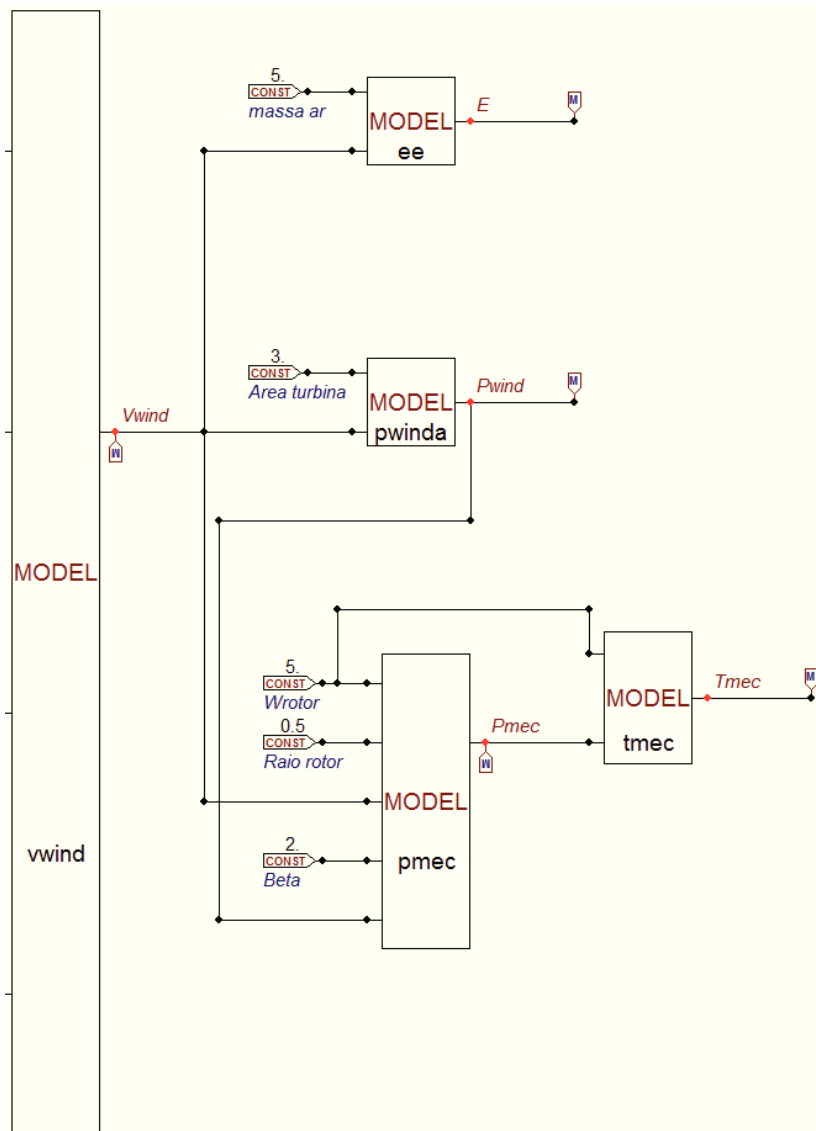 5.
CONST
massa ar
MODEL
ee
E
M
3.
CONST
Area turbina
MODEL
pwinda
Pwind
M
Vwind
M
MODEL
vwind
5.
CONST
Wrotor
0.5
CONST
Raio rotor
2.
CONST
Beta
MODEL
pmec
Pmec
M
MODEL
tmec
Tmec
M